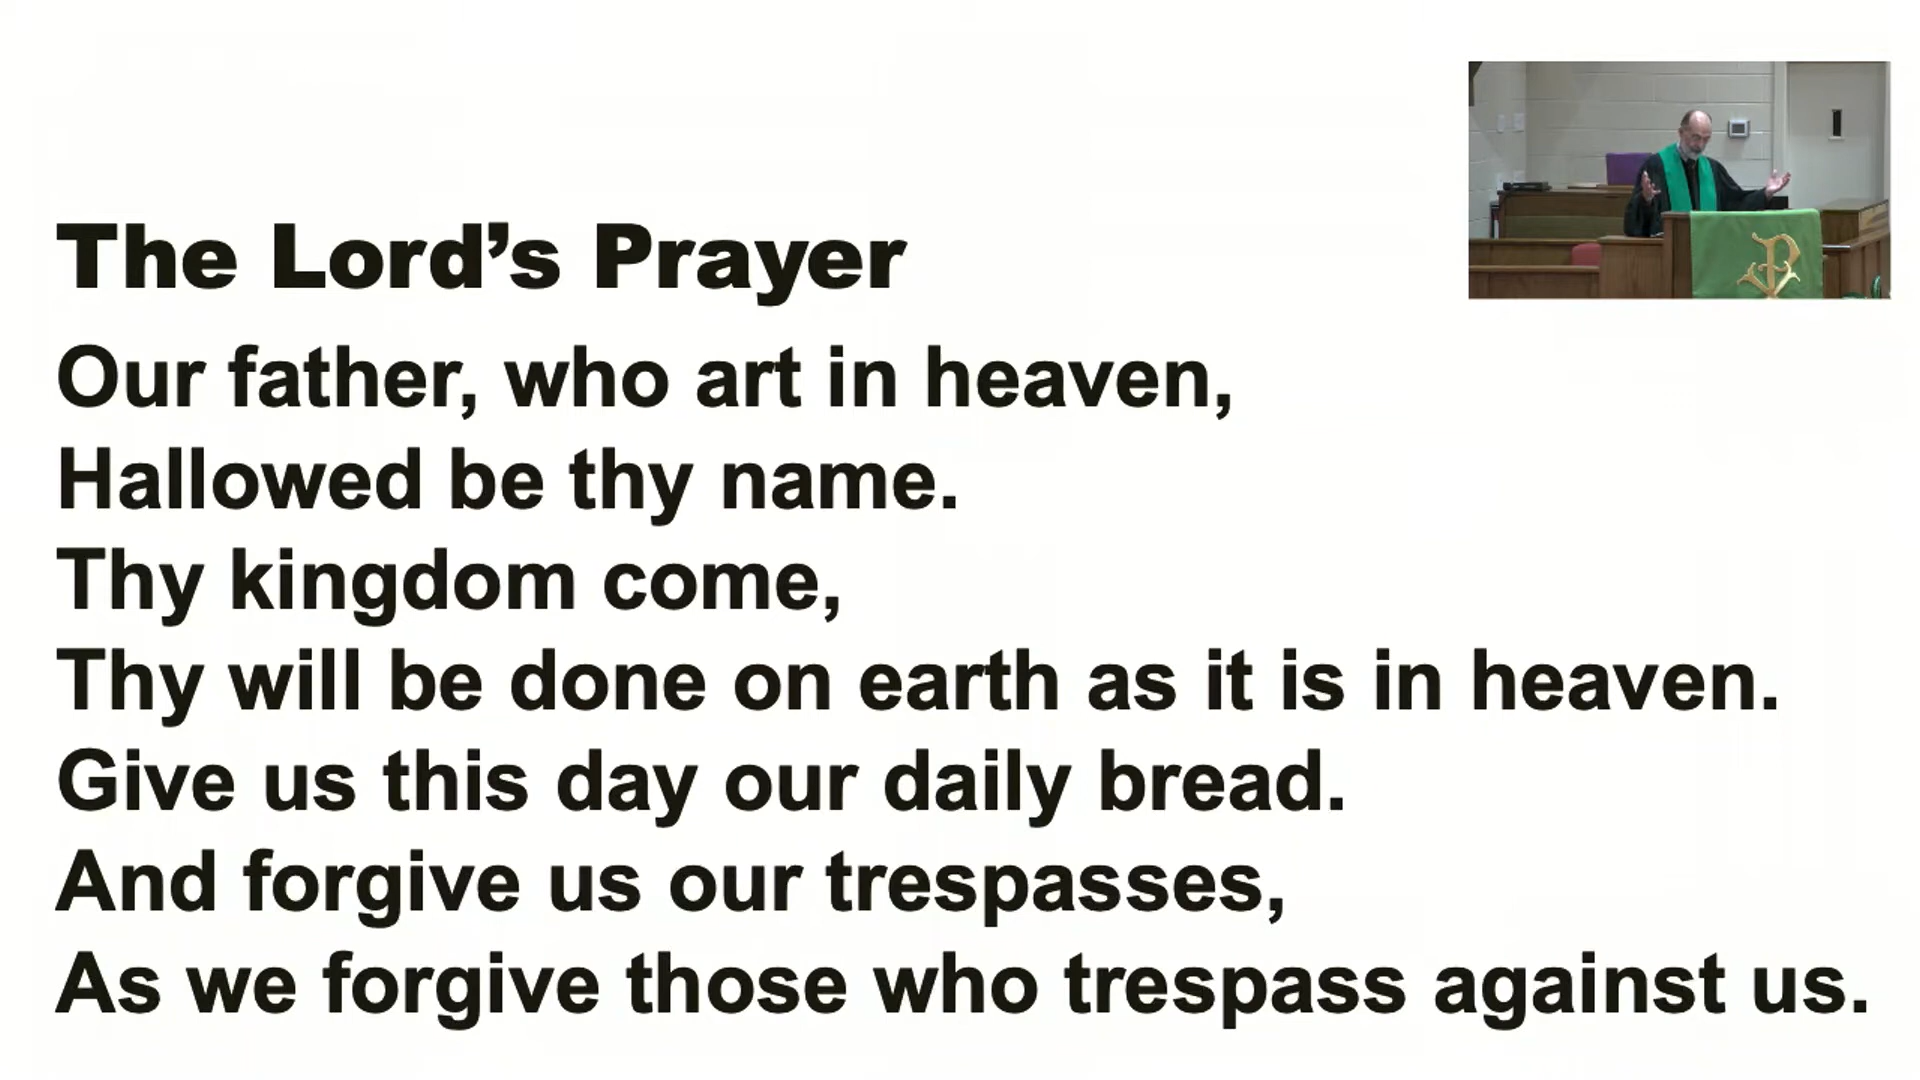 The Lord’s Prayer
Our father, who art in heaven,
Hallowed be thy name.
Thy kingdom come,
Thy will be done on earth as it is in heaven.
Give us this day our daily bread.
And forgive us our trespasses,
As we forgive those who trespass against us.